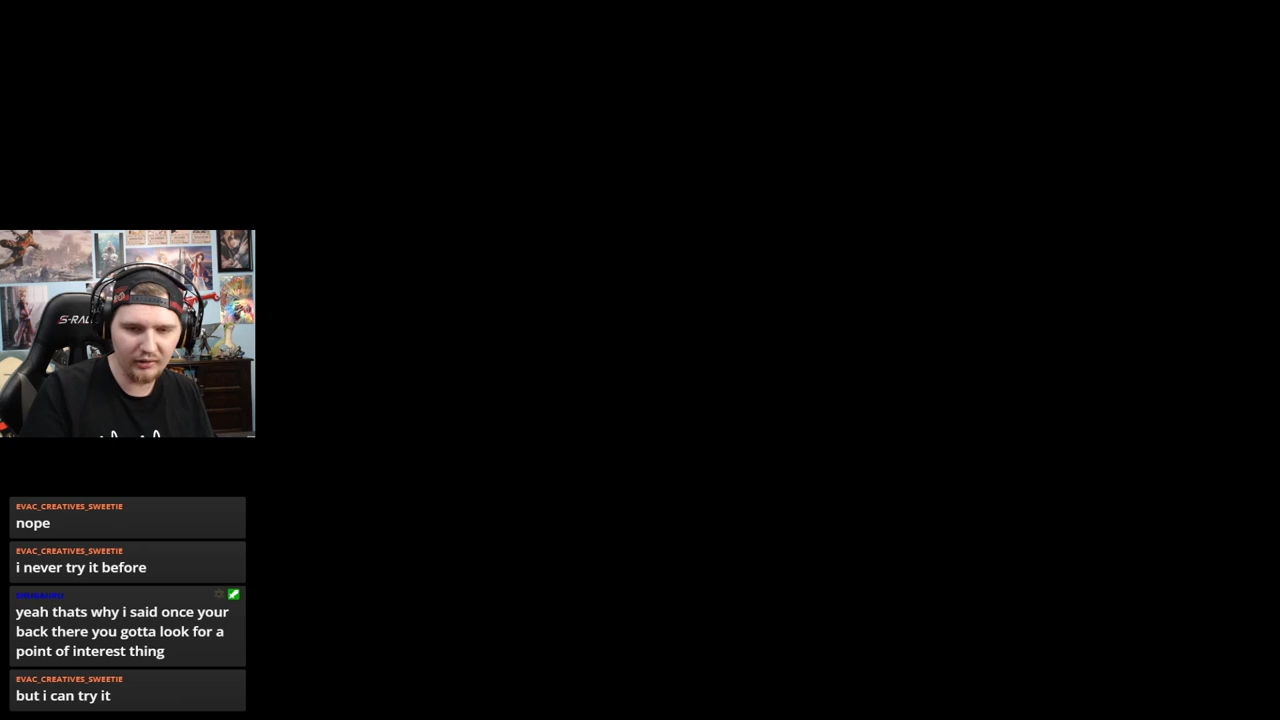 S-RAC
EVAC_CREATIVES_SWEETIE
nope
EVAC_CREATIVES_SWEETIE
i never try it before
yeah thats why i said once your
back there you gotta look for a
point of interest thing
EVAC_CREATIVES_SWEETIE
but i can try it